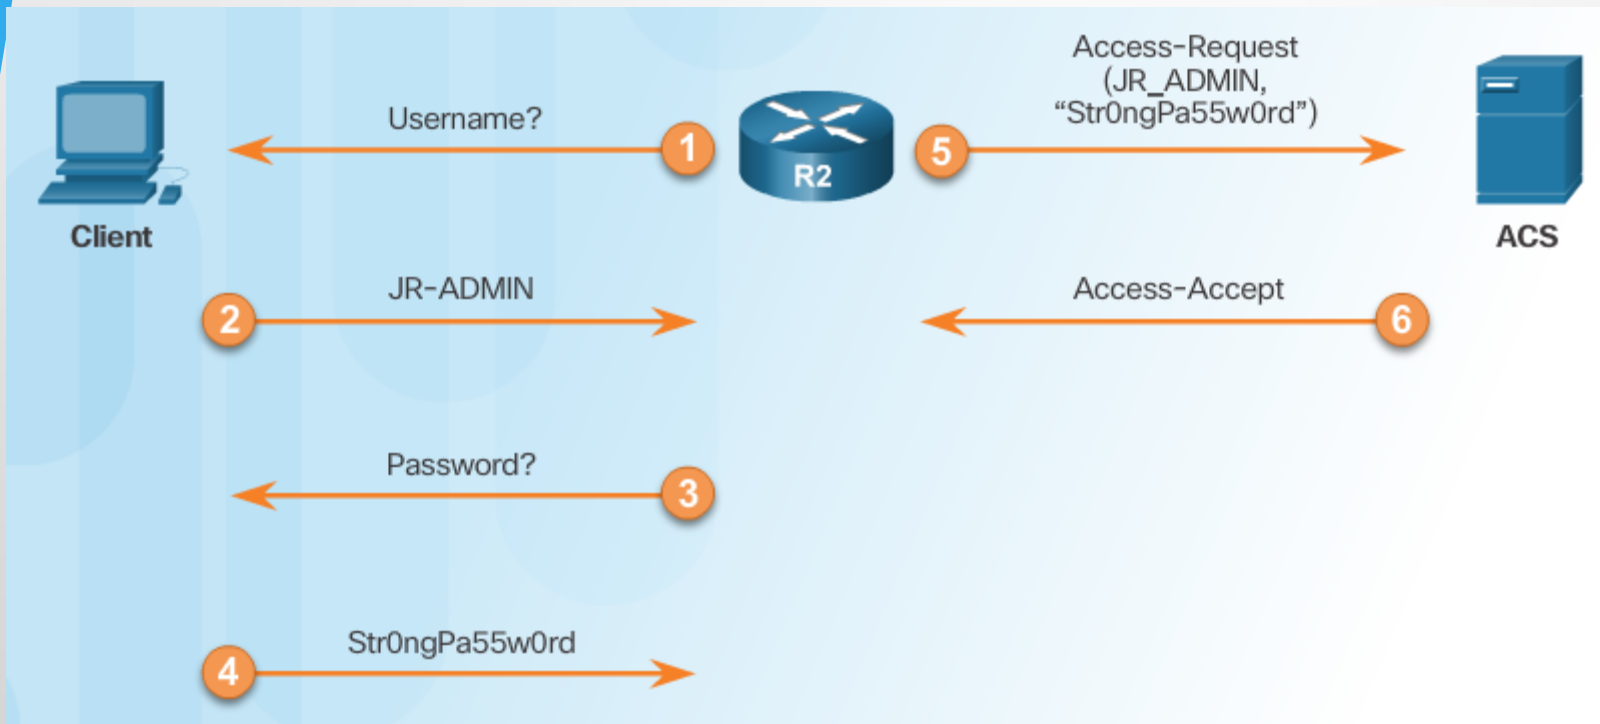 Access-Request
(JR_ADMIN,
“Str0ngPa55w0rd”)
Username?
1
R2
5
Client
ACS
JR-ADMIN
Access-Accept
2
6
Password?
3
Str0ngPa55w0rd
4